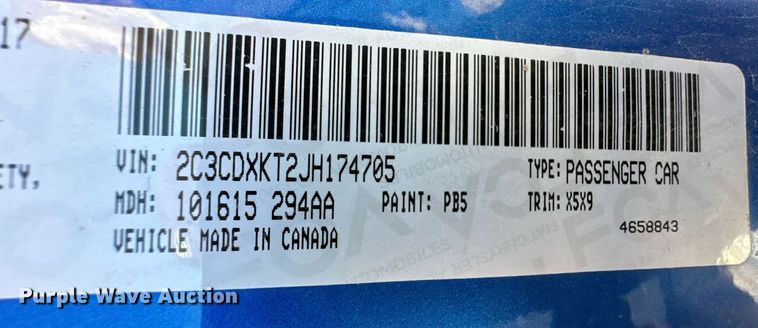 17
ETY,
VIN: 2C3CDXKT2JH174705 TYPE: PASSENGER CAR
MDH: 101615 294AA PAINT: PB5 TRIM: X5X9
VEHICLE MADE IN CANADA 4658843
Purple Wave Auction